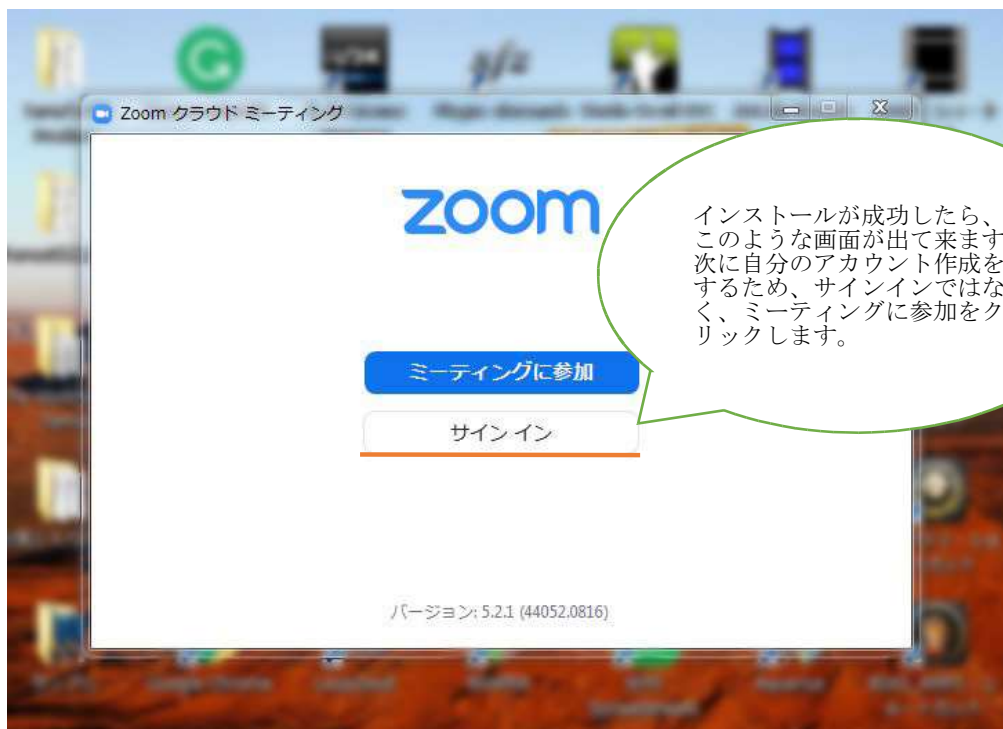 Zoom クラウド ミーティング
zoom
インストールが成功したら、
このような画面が出て来ます
次に自分のアカウント作成を
するため、サインインではな
く、ミーティングに参加をク
リックします。
ミーティングに参加
サイン イン
バージョン: 5.2.1 (44052.0816)